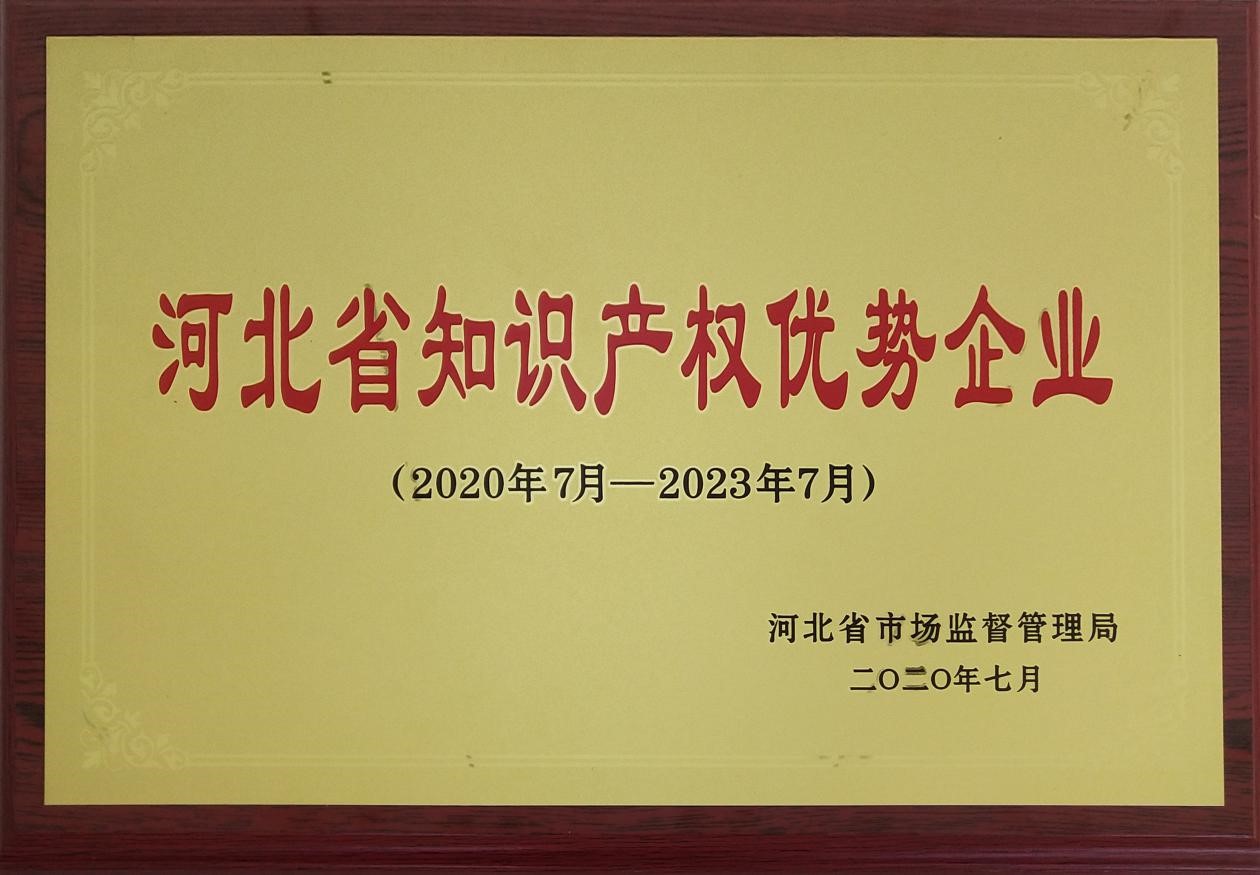 河北省知识产权优势企业
（2020年7月—2023年7月）
河北省市场监督管理局
二〇二〇年七月